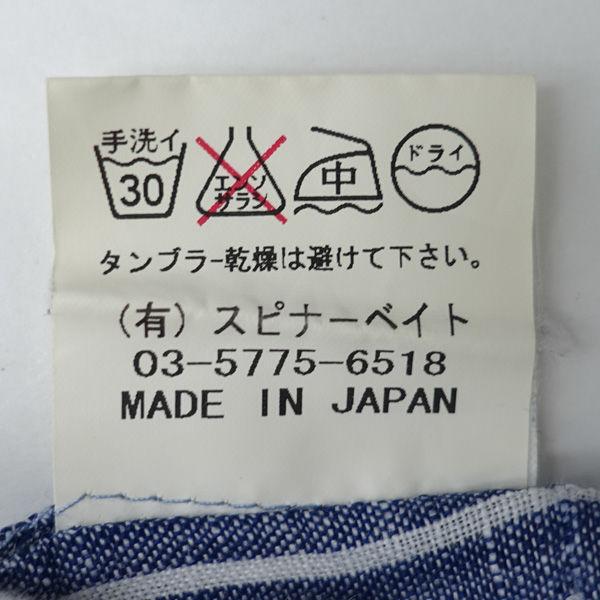 手洗イ
30
エンソ
サラシ
中
ドライ
タンブラー乾燥は避けて下さい。
（有）スピナーベイト
03-5775-6518
MADE IN JAPAN